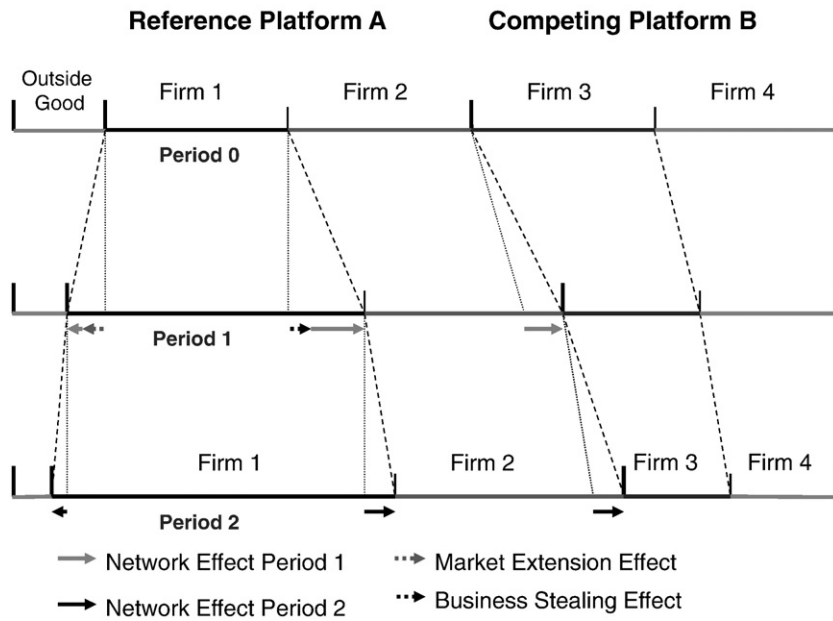 Reference Platform A
Competing Platform B
Outside
Good
Firm 1
Firm 2
Firm 3
Firm 4
Period 0
Period 1
Firm 1
Firm 2
Firm 3
Firm 4
Period 2
Network Effect Period 1
Market Extension Effect
Network Effect Period 2
Business Stealing Effect